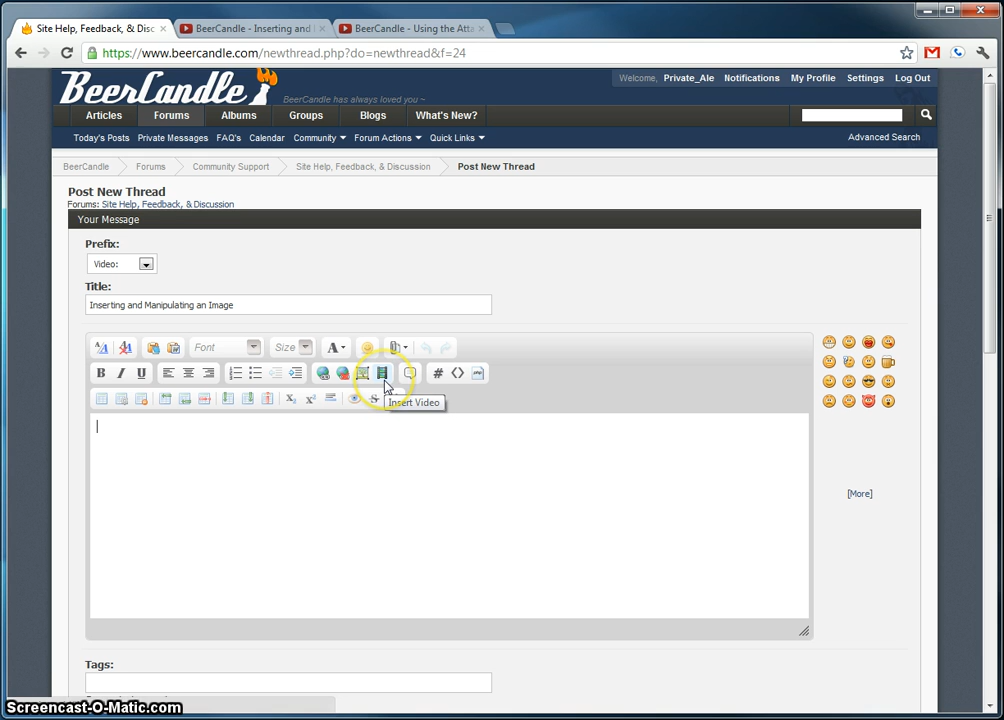 Site Help, Feedback, & Disc
BeerCandle - Inserting and
BeerCandle - Using the Atta
https://www.beercandle.com/newthread.php?do=newthread&f=24
BeerCandle
BeerCandle has always loved you ~
Welcome, Private_Ale Notifications My Profile Settings Log Out
Articles Forums Albums Groups Blogs What's New?
Today's Posts Private Messages FAQ's Calendar Community Forum Actions Quick Links Advanced Search
BeerCandle Forums Community Support Site Help, Feedback, & Discussion Post New Thread
Post New Thread
Forums: Site Help, Feedback, & Discussion
Your Message
Prefix:
Video:
Title:
Inserting and Manipulating an Image
Font Size A
B I U # <> php
X₂ X² S
Insert Video
[More]
Tags:
Screencast-O-Matic.com